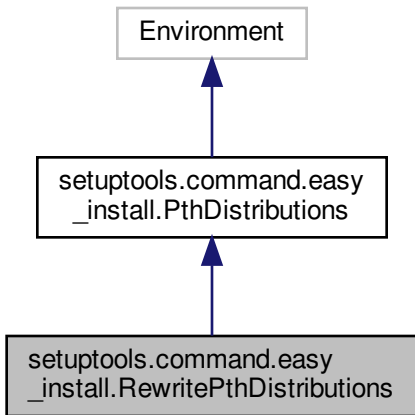 Environment
setuptools.command.easy
_install.PthDistributions
setuptools.command.easy
_install.RewritePthDistributions